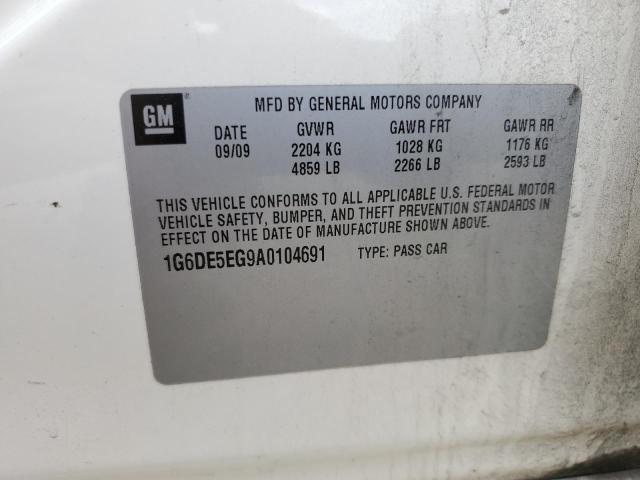 GM
MFD BY GENERAL MOTORS COMPANY
DATE GVWR GAWR FRT GAWR RR
09/09 2204 KG 1028 KG 1176 KG
4859 LB 2266 LB 2593 LB
THIS VEHICLE CONFORMS TO ALL APPLICABLE U.S. FEDERAL MOTOR
VEHICLE SAFETY, BUMPER, AND THEFT PREVENTION STANDARDS IN
EFFECT ON THE DATE OF MANUFACTURE SHOWN ABOVE.
1G6DE5EG9A0104691 TYPE: PASS CAR